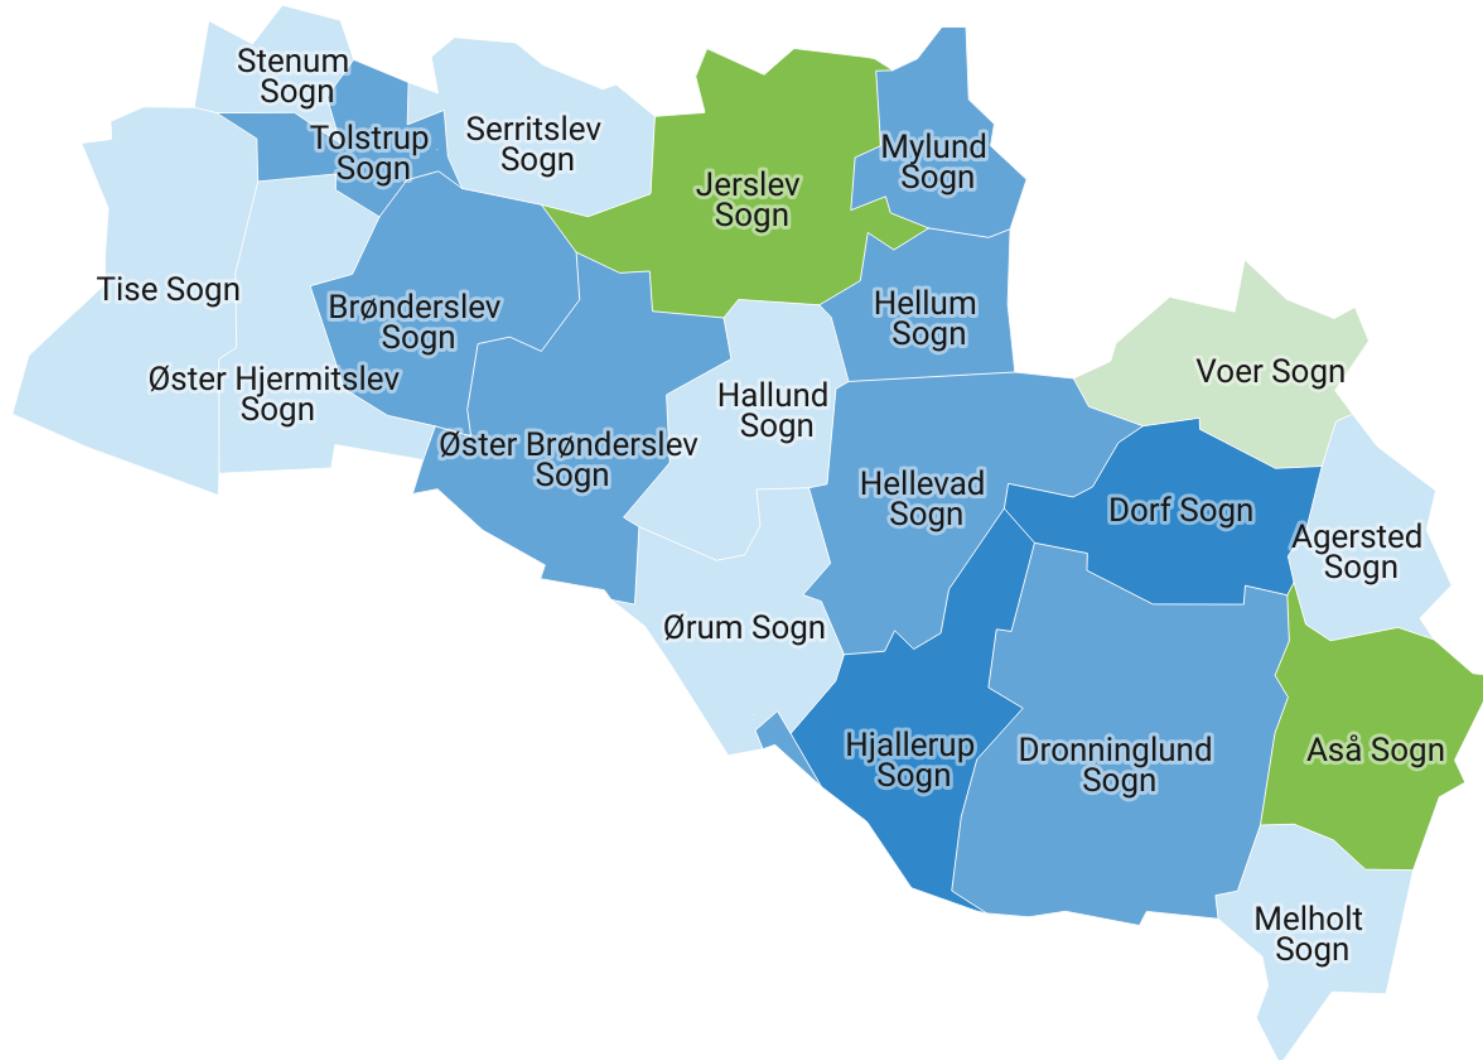 Stenum
Sogn
Tolstrup
Sogn
Serritslev
Sogn
Jerslev
Sogn
Mylund
Sogn
Tise Sogn
Brønderslev
Sogn
Hellum
Sogn
Øster Hjermitslev
Sogn
Hallund
Sogn
Voer Sogn
Øster Brønderslev
Sogn
Hellevad
Sogn
Dorf Sogn
Agersted
Sogn
Ørum Sogn
Hjallerup
Sogn
Dronninglund
Sogn
Aså Sogn
Melholt
Sogn